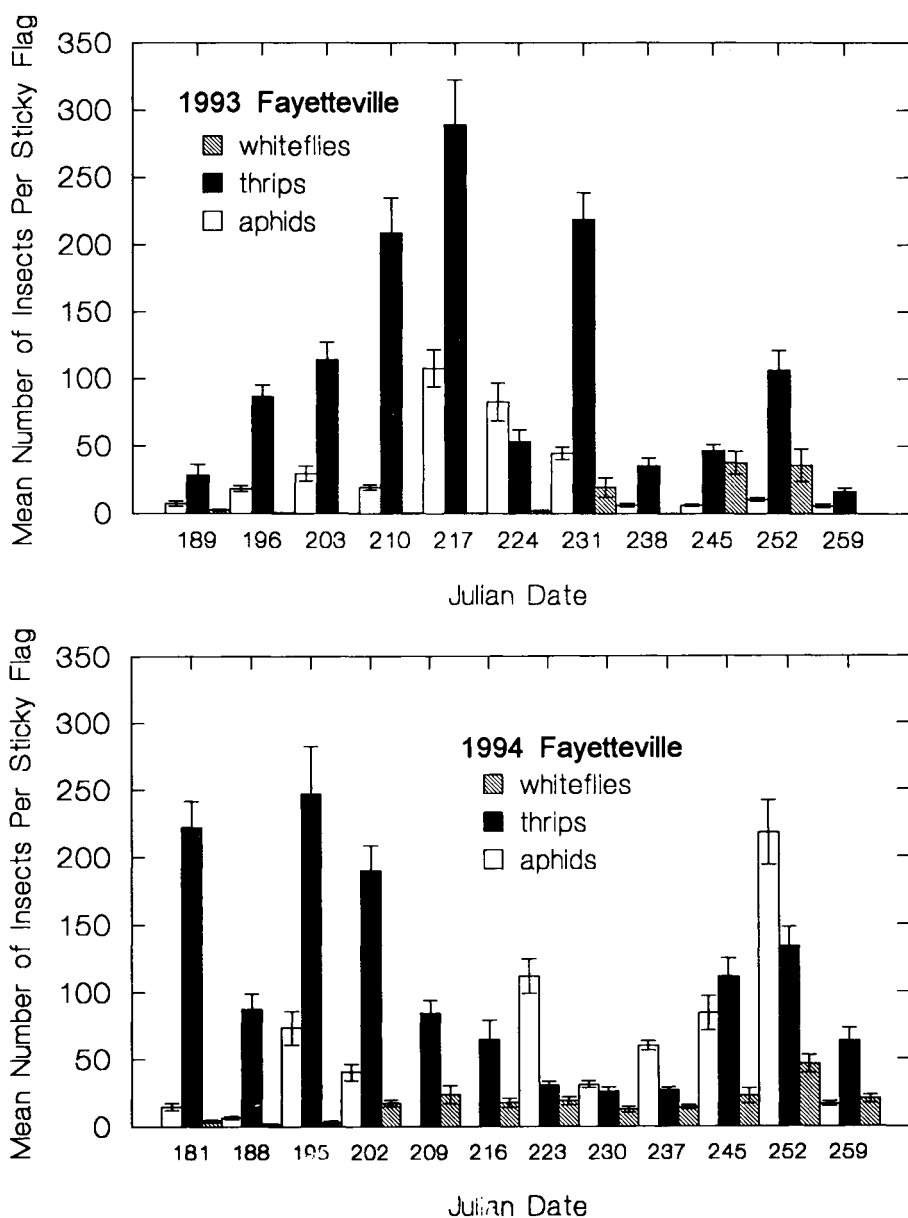 Mean Number of Insects Per Sticky Flag
350
300
250
200
150
100
50
0
1993 Fayetteville
whiteflies
thrips
aphids
189 196 203 210 217 224 231 238 245 252 259
Julian Date
Mean Number of Insects Per Sticky Flag
350
300
250
200
150
100
50
0
1994 Fayetteville
whiteflies
thrips
aphids
181 188 195 202 209 216 223 230 237 245 252 259
Julian Date